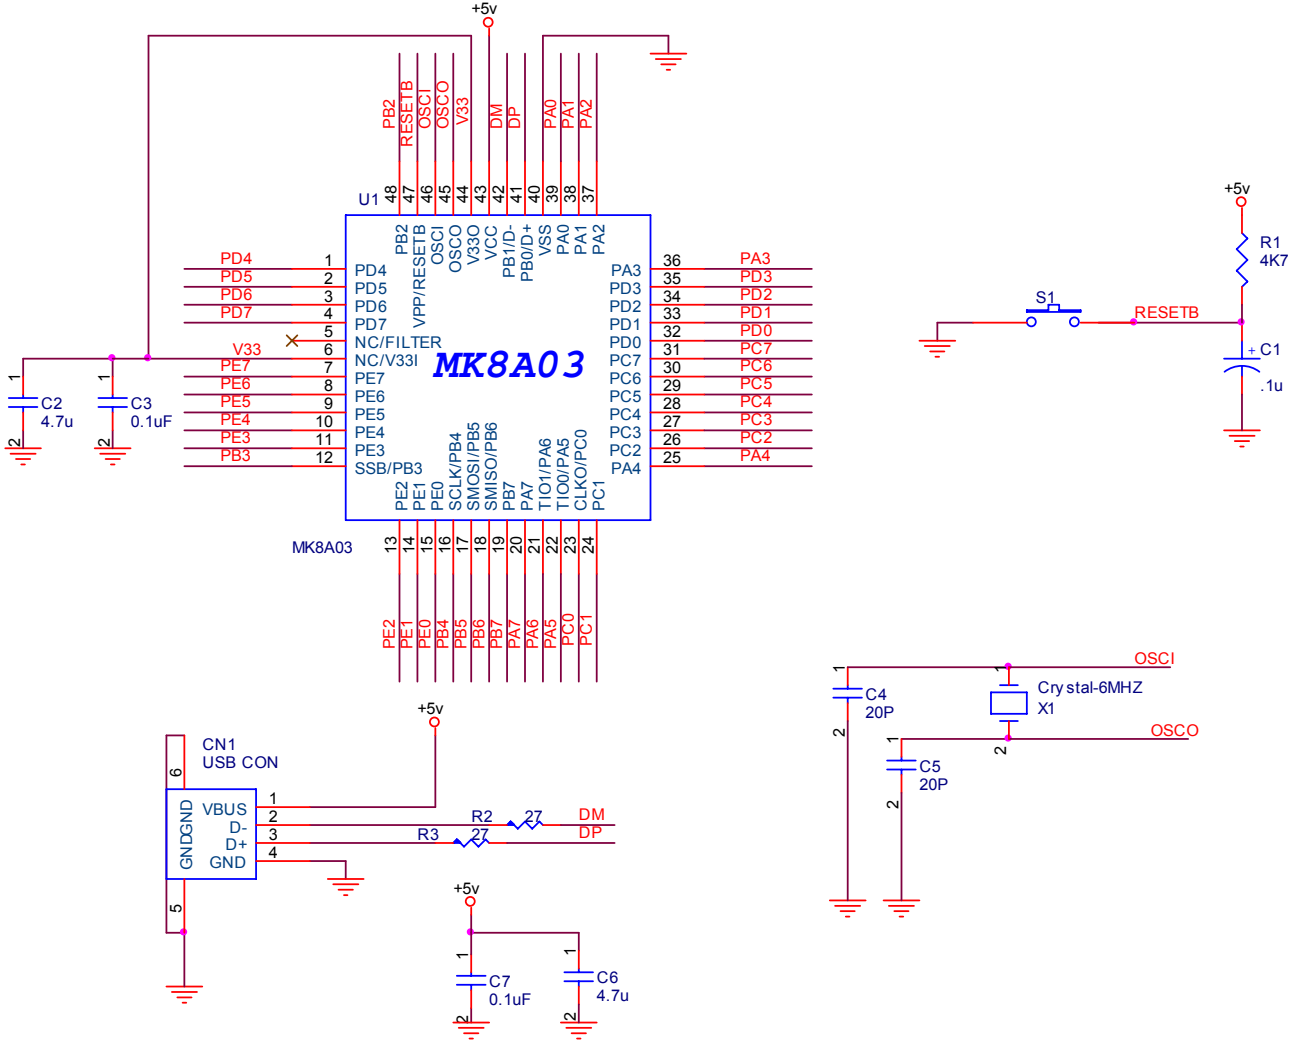 +5v
PB2
RESETB
OSCI
OSCO
V33
DM
DP
PA0
PA1
PA2
U1
48
47
46
45
44
43
42
41
40
39
38
37
PB2
VPP/RESETB
OSCI
OSCO
V33O
VCC
PB1/D-
PB0/D+
VSS
PA0
PA1
PA2
PD4 1 PD4
PD5 2 PD5
PD6 3 PD6
PD7 4 PD7
5 NC/FILTER
V33 6 NC/V33I
PE7 7 PE7
PE6 8 PE6
PE5 9 PE5
PE4 10 PE4
PE3 11 PE3
PB3 12 SSB/PB3
MK8A03
PA3 36 PA3
PD3 35 PD3
PD2 34 PD2
PD1 33 PD1
PD0 32 PD0
PC7 31 PC7
PC6 30 PC6
PC5 29 PC5
PC4 28 PC4
PC3 27 PC3
PC2 26 PC2
PA4 25 PA4
PE2
PE1
PE0
SCLK/PB4
SMOSI/PB5
SMISO/PB6
PB7
PA7
TIO1/PA6
TIO0/PA5
CLKO/PC0
PC1
MK8A03
13
14
15
16
17
18
19
20
21
22
23
24
PE2
PE1
PE0
PB4
PB5
PB6
PB7
PA7
PA6
PA5
PC0
PC1
1
C2
4.7u
2
1
C3
0.1uF
2
+5v
R1
4K7
S1
RESETB
+ C1
.1u
OSCI
1
Crystal-6MHZ
X1
2
OSCO
1
C4
20P
2
1
C5
20P
2
+5v
CN1
USB CON
6
GNDGND
5
VBUS 1
D- 2
D+ 3
GND 4
R2 27 DM
R3 27 DP
+5v
1
C7
0.1uF
2
1
C6
4.7u
2